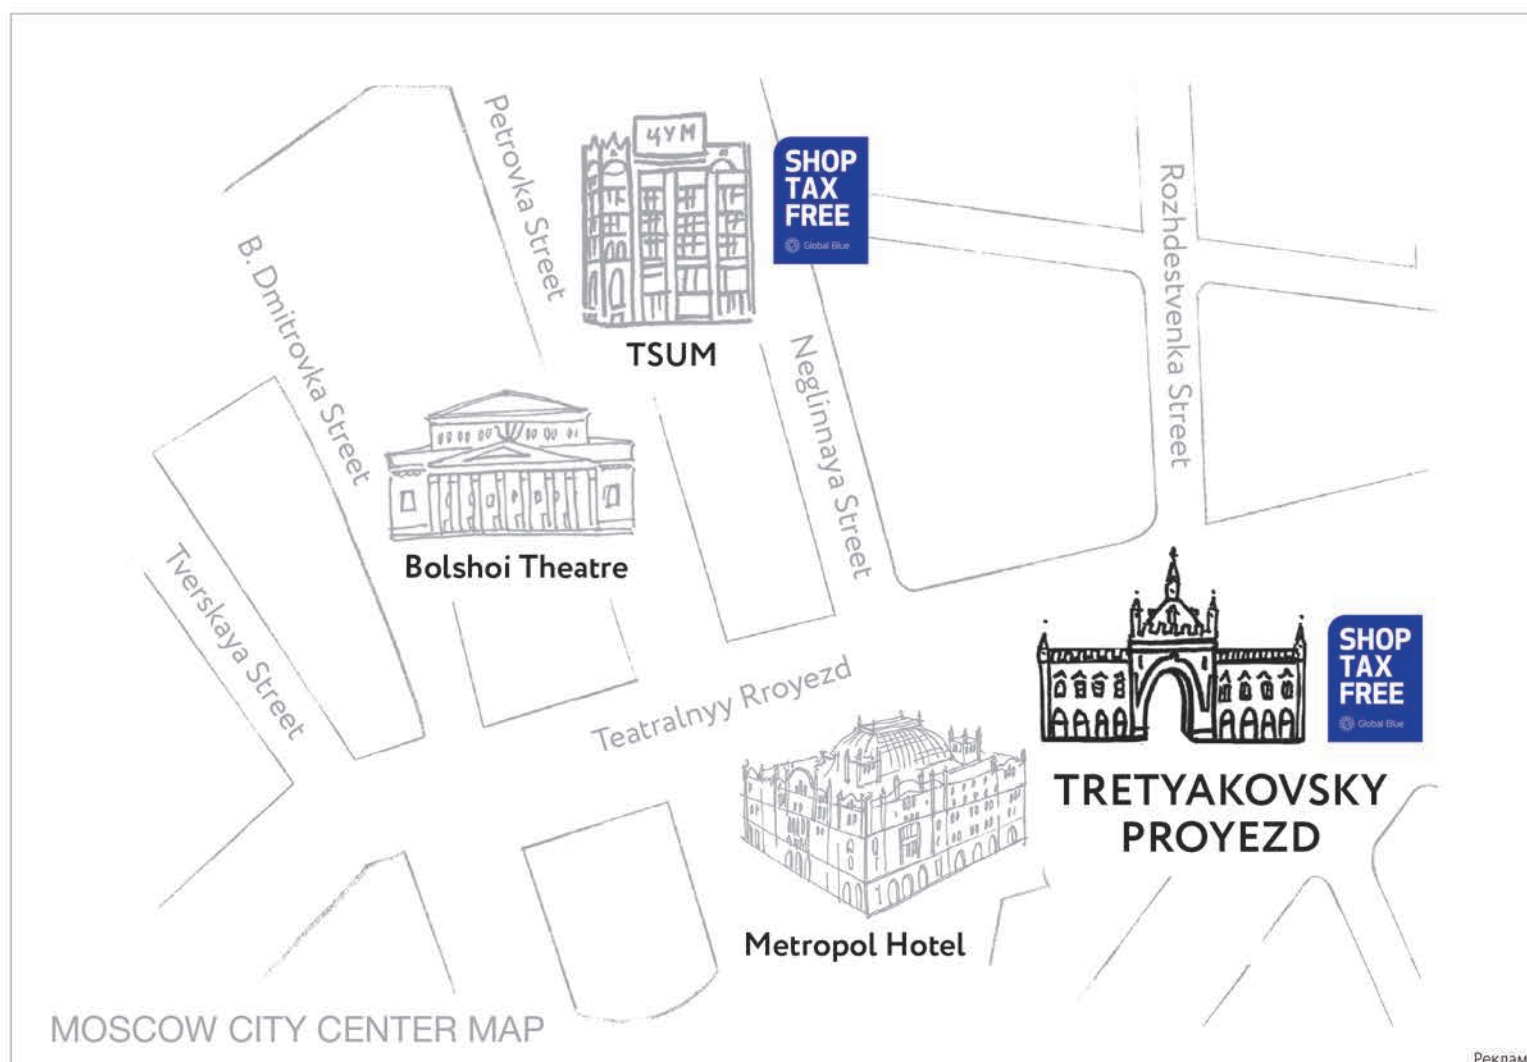 Petrovka Street
ЦУМ
SHOP
TAX
FREE
Global Blue
Rozhdestvenka Street
B. Dmitrovka Street
TSUM
Neglinnaya Street
Bolshoi Theatre
Tverskaya Street
Teatralnyy Rroyezd
SHOP
TAX
FREE
Global Blue
TRETYAKOVSKY
PROYEZD
Metropol Hotel
MOSCOW CITY CENTER MAP